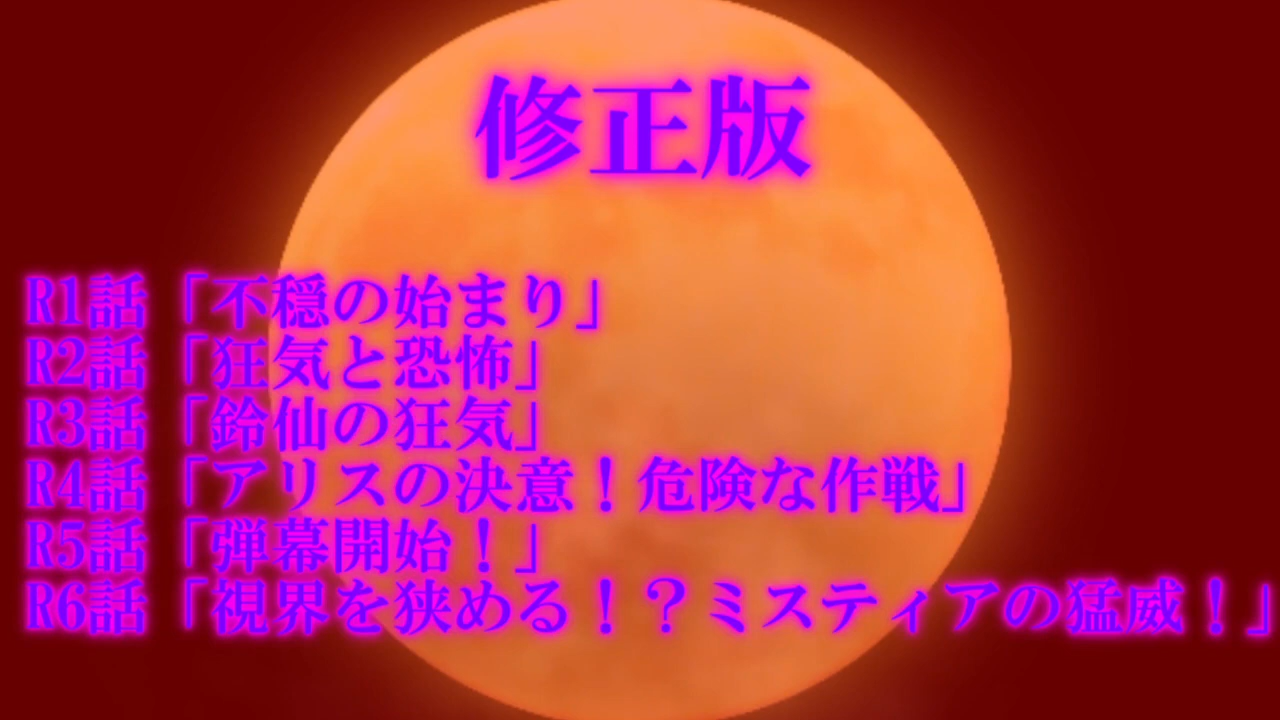 修正版
R1話「不穏の始まり」
R2話「狂気と恐怖」
R3話「鈴仙の狂気」
R4話「アリスの決意！危険な作戦」
R5話「弾幕開始！」
R6話「視界を狭める！？ミスティアの猛威！」